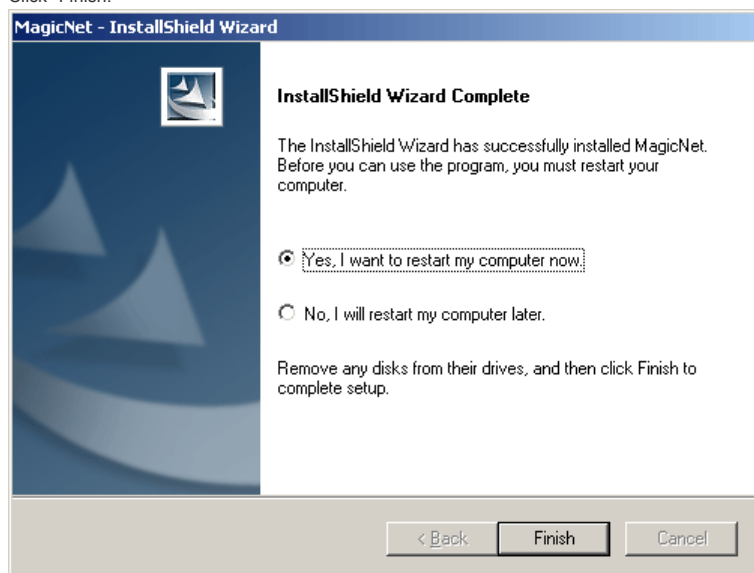 Click "Finish."
MagicNet - InstallShield Wizard
InstallShield Wizard Complete
The InstallShield Wizard has successfully installed MagicNet.
Before you can use the program, you must restart your
computer.
Yes, I want to restart my computer now.
No, I will restart my computer later.
Remove any disks from their drives, and then click Finish to
complete setup.
< Back
Finish
Cancel